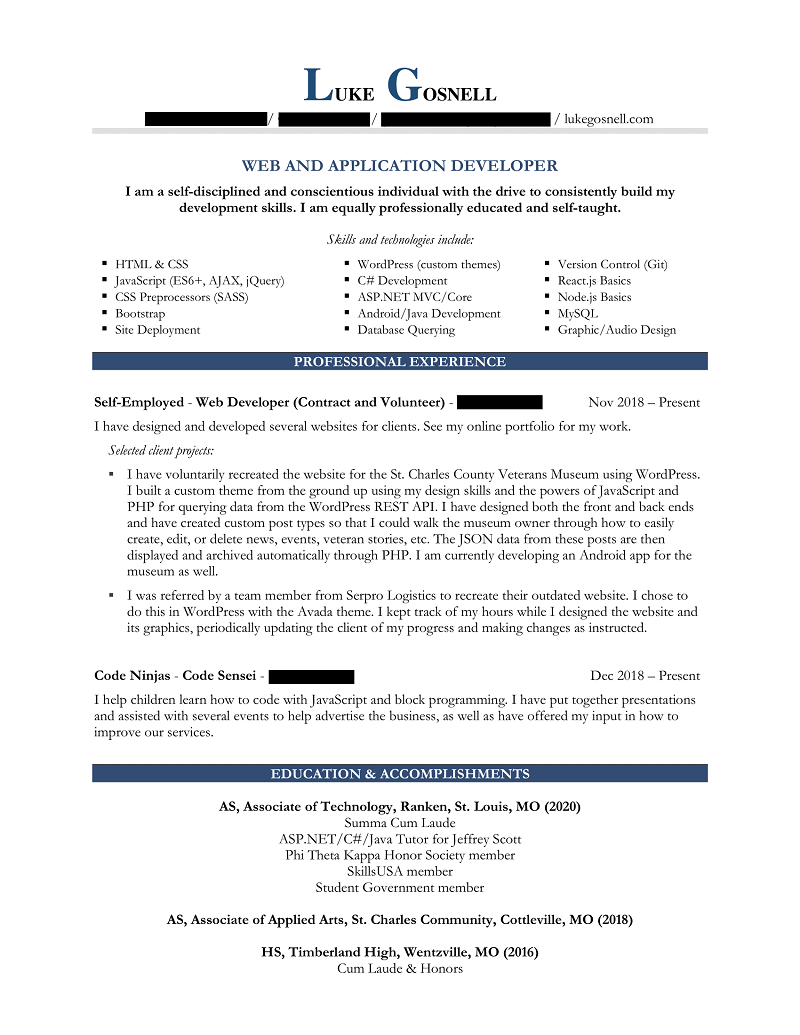 LUKE GOSNELL
/ / / lukegosnell.com
WEB AND APPLICATION DEVELOPER
I am a self-disciplined and conscientious individual with the drive to consistently build my
development skills. I am equally professionally educated and self-taught.
Skills and technologies include:
▪ HTML & CSS
▪ JavaScript (ES6+, AJAX, jQuery)
▪ CSS Preprocessors (SASS)
▪ Bootstrap
▪ Site Deployment
▪ WordPress (custom themes)
▪ C# Development
▪ ASP.NET MVC/Core
▪ Android/Java Development
▪ Database Querying
▪ Version Control (Git)
▪ React.js Basics
▪ Node.js Basics
▪ MySQL
▪ Graphic/Audio Design
PROFESSIONAL EXPERIENCE
Self-Employed - Web Developer (Contract and Volunteer) - Nov 2018 – Present
I have designed and developed several websites for clients. See my online portfolio for my work.
Selected client projects:
▪ I have voluntarily recreated the website for the St. Charles County Veterans Museum using WordPress.
I built a custom theme from the ground up using my design skills and the powers of JavaScript and
PHP for querying data from the WordPress REST API. I have designed both the front and back ends
and have created custom post types so that I could walk the museum owner through how to easily
create, edit, or delete news, events, veteran stories, etc. The JSON data from these posts are then
displayed and archived automatically through PHP. I am currently developing an Android app for the
museum as well.
▪ I was referred by a team member from Serpro Logistics to recreate their outdated website. I chose to
do this in WordPress with the Avada theme. I kept track of my hours while I designed the website and
its graphics, periodically updating the client of my progress and making changes as instructed.
Code Ninjas - Code Sensei - Dec 2018 – Present
I help children learn how to code with JavaScript and block programming. I have put together presentations
and assisted with several events to help advertise the business, as well as have offered my input in how to
improve our services.
EDUCATION & ACCOMPLISHMENTS
AS, Associate of Technology, Ranken, St. Louis, MO (2020)
Summa Cum Laude
ASP.NET/C#/Java Tutor for Jeffrey Scott
Phi Theta Kappa Honor Society member
SkillsUSA member
Student Government member
AS, Associate of Applied Arts, St. Charles Community, Cottleville, MO (2018)
HS, Timberland High, Wentzville, MO (2016)
Cum Laude & Honors